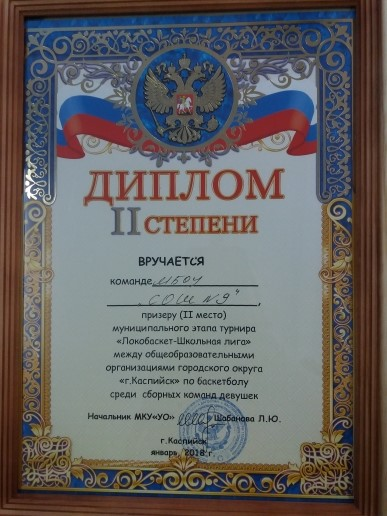 ДИПЛОМ
II СТЕПЕНИ
ВРУЧАЕТСЯ
команде МБОУ
„СОШ №9",
призеру (II место)
муниципального этапа турнира
«Локобаскет-Школьная лига»
между общеобразовательными
организациями городского округа
«г.Каспийск» по баскетболу
среди сборных команд девушек
Начальник МКУ«УО» Шабанова Л.Ю.
г.Каспийск
январь, 2018 г.